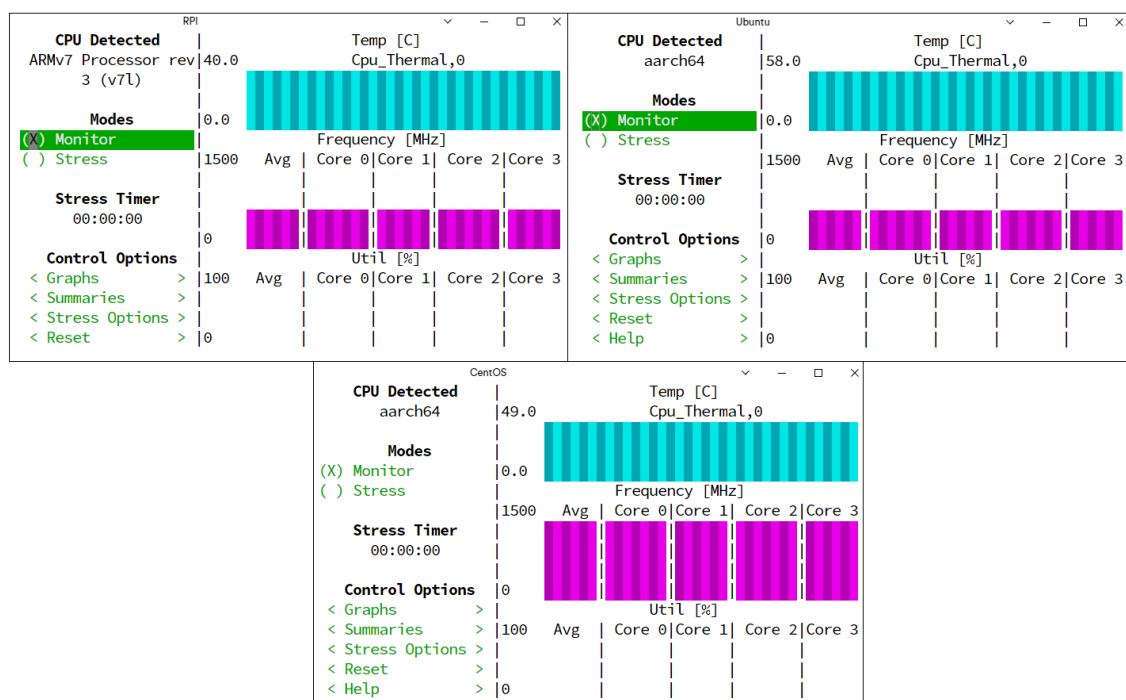 RPI
CPU Detected | Temp [C]
ARMv7 Processor rev|40.0 Cpu_Thermal,0
3 (v7l) |
Modes |0.0
(X) Monitor | Frequency [MHz]
( ) Stress |1500 Avg | Core 0|Core 1| Core 2|Core 3
Stress Timer |
00:00:00 |
|0
Control Options | Util [%]
< Graphs > |100 Avg | Core 0|Core 1| Core 2|Core 3
< Summaries > |
< Stress Options > |
< Reset > |0
Ubuntu
CPU Detected | Temp [C]
aarch64 |58.0 Cpu_Thermal,0
Modes |
(X) Monitor |0.0
( ) Stress | Frequency [MHz]
|1500 Avg | Core 0|Core 1| Core 2|Core 3
Stress Timer |
00:00:00 |
Control Options |0
< Graphs > | Util [%]
< Summaries > |100 Avg | Core 0|Core 1| Core 2|Core 3
< Stress Options > |
< Reset > |
< Help > |0
CentOS
CPU Detected | Temp [C]
aarch64 |49.0 Cpu_Thermal,0
Modes |
(X) Monitor |0.0
( ) Stress | Frequency [MHz]
|1500 Avg | Core 0|Core 1| Core 2|Core 3
Stress Timer |
00:00:00 |
Control Options |0
< Graphs > | Util [%]
< Summaries > |100 Avg | Core 0|Core 1| Core 2|Core 3
< Stress Options > |
< Reset > |
< Help > |0